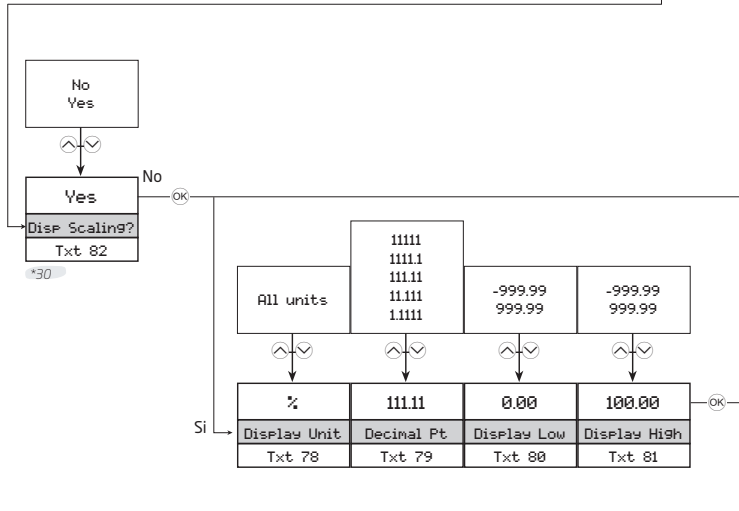 No
Yes
No
Yes
OK
Disp Scaling?
Txt 82
*30
11111
1111.1
111.11
11.111
1.1111
All units
-999.99
999.99
-999.99
999.99
Si
%
111.11
0.00
100.00
OK
Display Unit
Decimal Pt
Display Low
Display High
Txt 78
Txt 79
Txt 80
Txt 81